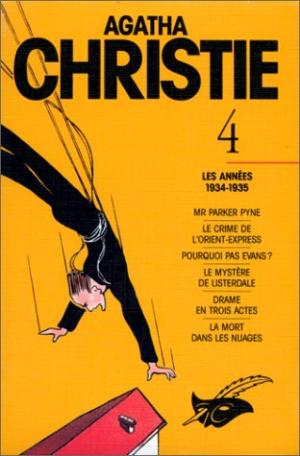 AGATHA
CHRISTIE
4
LES ANNÉES
1934-1935
MR PARKER PYNE
LE CRIME DE
L'ORIENT-EXPRESS
POURQUOI PAS EVANS ?
LE MYSTÈRE
DE LISTERDALE
DRAME
EN TROIS ACTES
LA MORT
DANS LES NUAGES